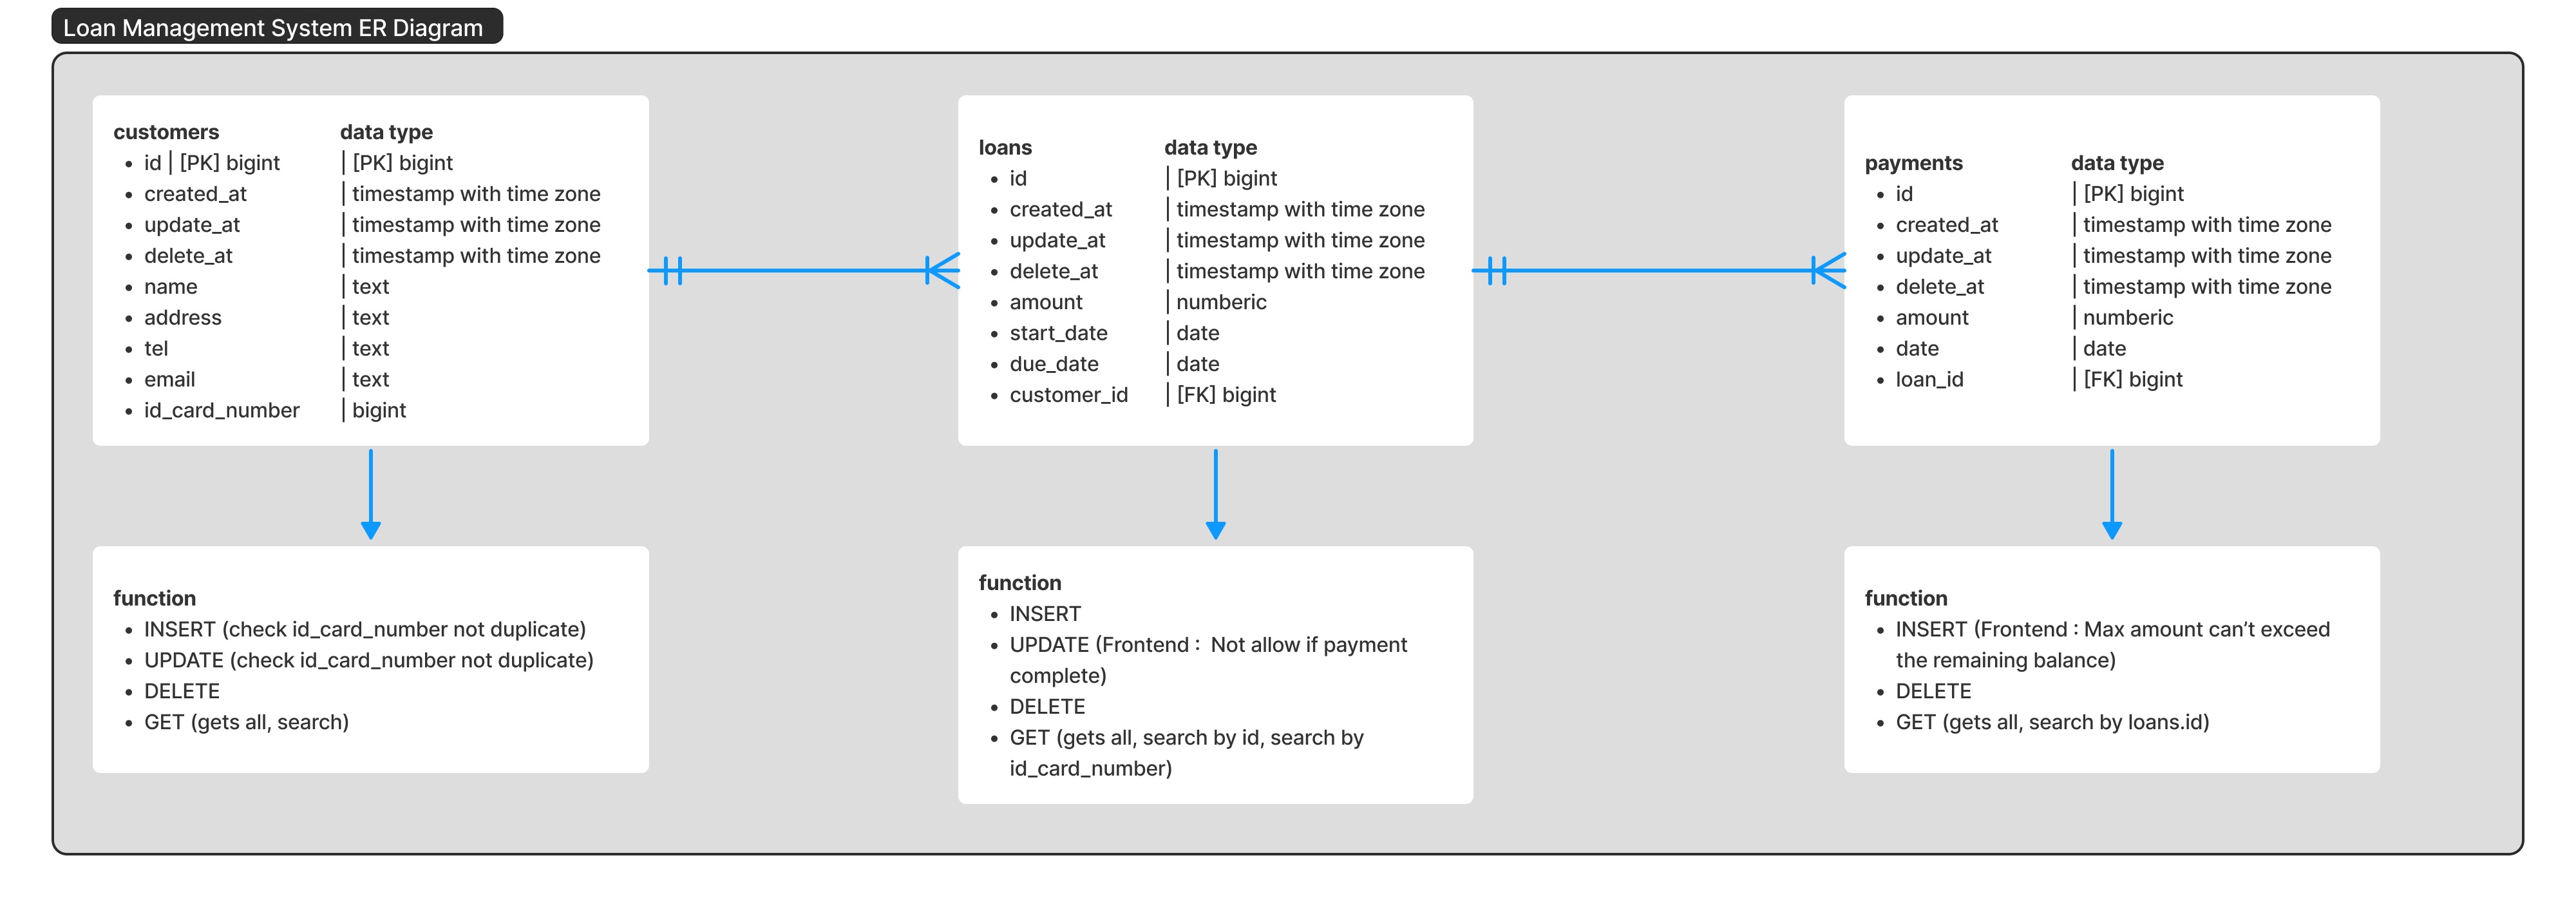 Loan Management System ER Diagram
customers data type
• id | [PK] bigint | [PK] bigint
• created_at | timestamp with time zone
• update_at | timestamp with time zone
• delete_at | timestamp with time zone
• name | text
• address | text
• tel | text
• email | text
• id_card_number | bigint
loans data type
• id | [PK] bigint
• created_at | timestamp with time zone
• update_at | timestamp with time zone
• delete_at | timestamp with time zone
• amount | numberic
• start_date | date
• due_date | date
• customer_id | [FK] bigint
payments data type
• id | [PK] bigint
• created_at | timestamp with time zone
• update_at | timestamp with time zone
• delete_at | timestamp with time zone
• amount | numberic
• date | date
• loan_id | [FK] bigint
function
• INSERT (check id_card_number not duplicate)
• UPDATE (check id_card_number not duplicate)
• DELETE
• GET (gets all, search)
function
• INSERT
• UPDATE (Frontend : Not allow if payment
complete)
• DELETE
• GET (gets all, search by id, search by
id_card_number)
function
• INSERT (Frontend : Max amount can’t exceed
the remaining balance)
• DELETE
• GET (gets all, search by loans.id)